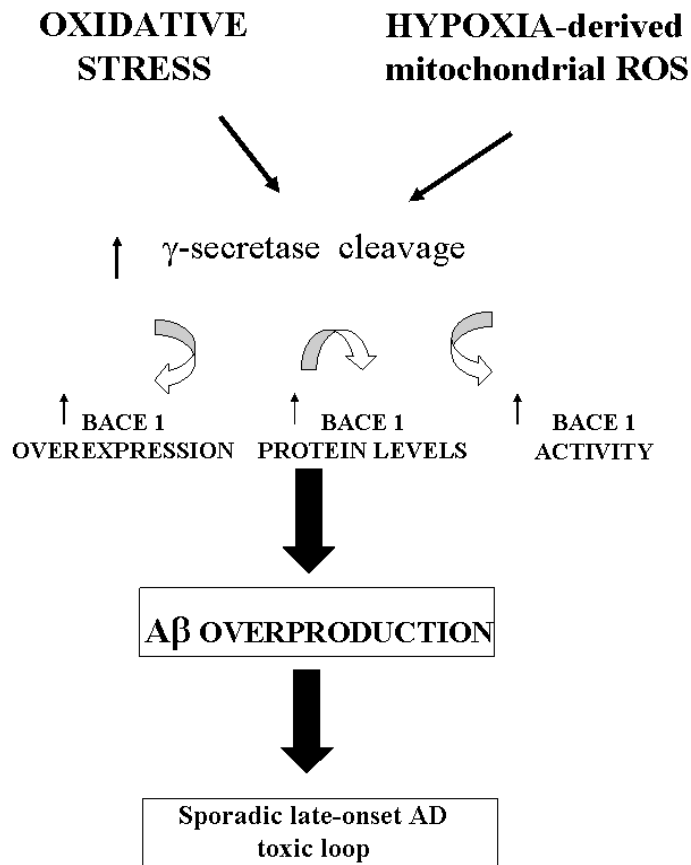 OXIDATIVE
STRESS
HYPOXIA-derived
mitochondrial ROS
γ-secretase cleavage
BACE 1
OVEREXPRESSION
BACE 1
PROTEIN LEVELS
BACE 1
ACTIVITY
Aβ OVERPRODUCTION
Sporadic late-onset AD
toxic loop